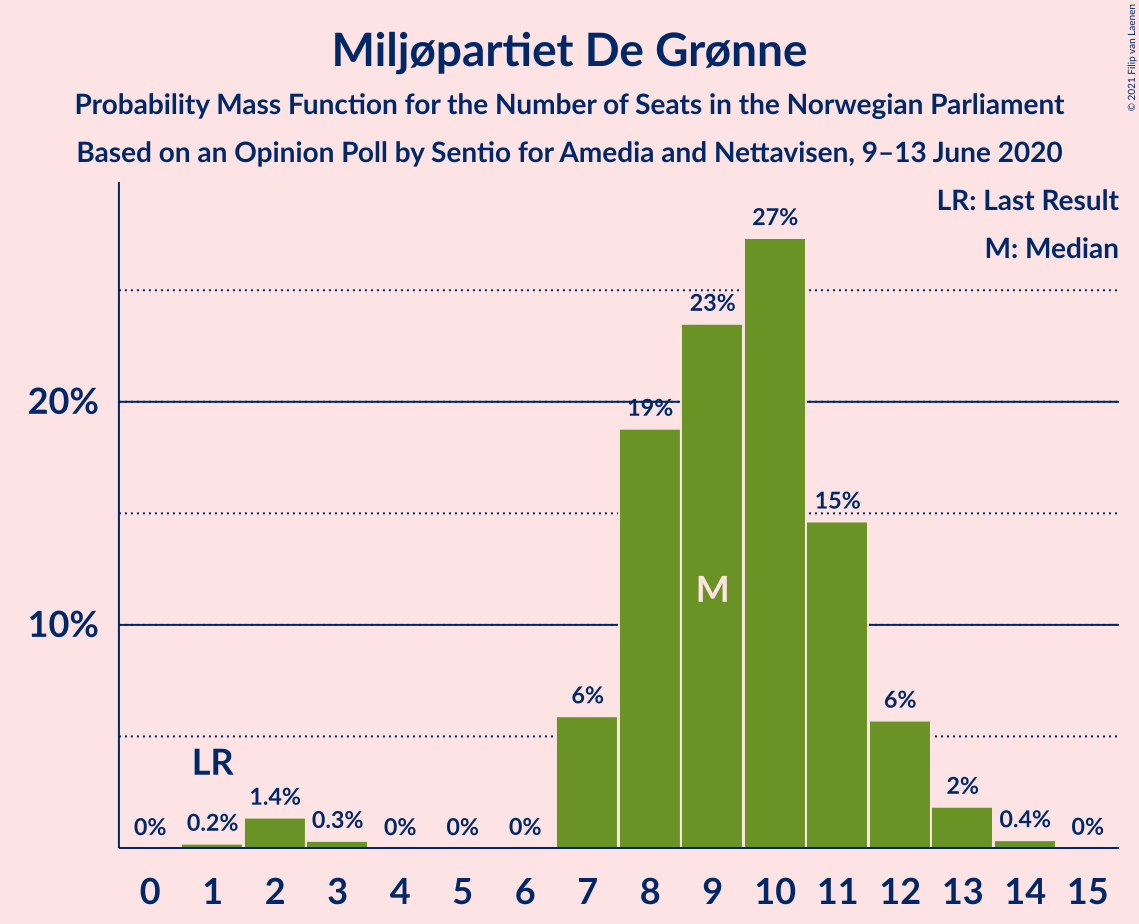 Miljøpartiet De Grønne
Probability Mass Function for the Number of Seats in the Norwegian Parliament
Based on an Opinion Poll by Sentio for Amedia and Nettavisen, 9–13 June 2020
© 2021 Filip van Laenen
LR: Last Result
M: Median
27%
23%
20%
19%
15%
M
10%
6%
6%
LR
2%
1.4%
0%
0.2%
0.3%
0%
0%
0%
0.4%
0%
0 1 2 3 4 5 6 7 8 9 10 11 12 13 14 15